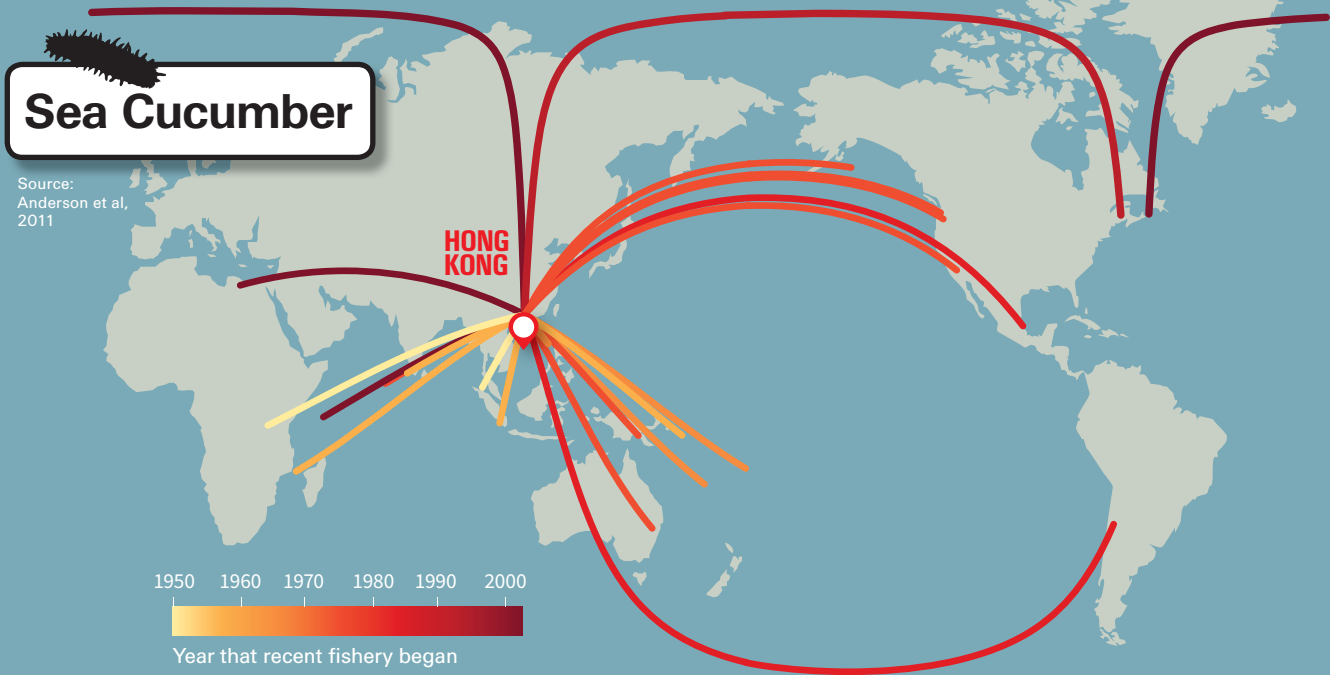 Sea Cucumber
Source:
Anderson et al,
2011
HONG
KONG
1950 1960 1970 1980 1990 2000
Year that recent fishery began